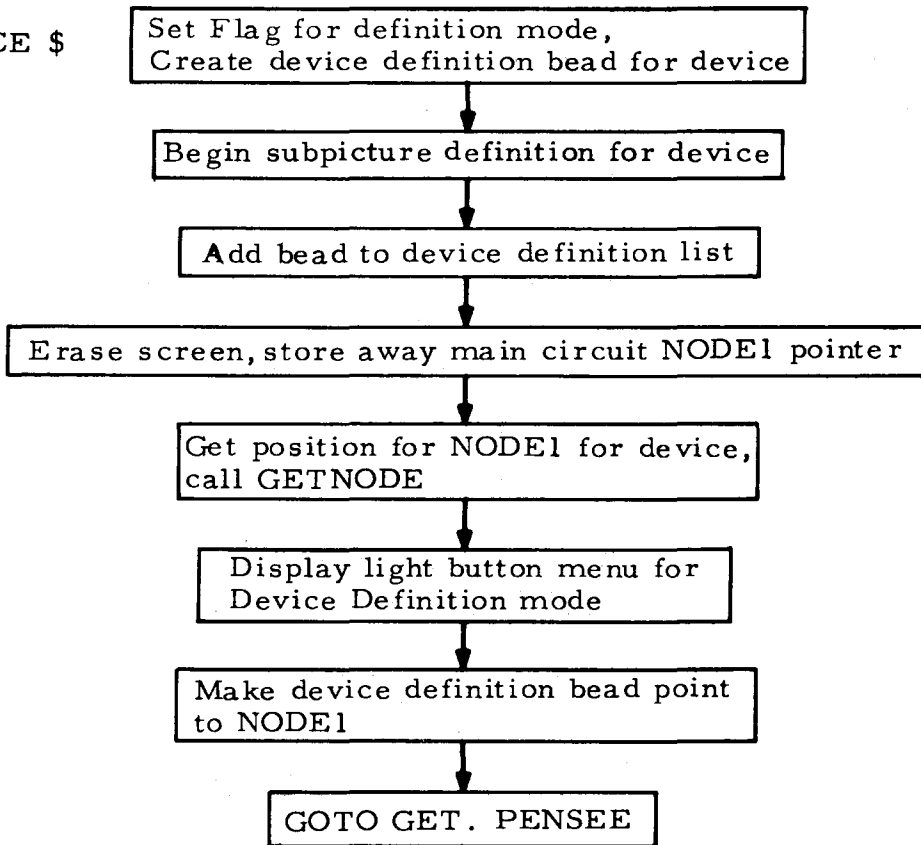 CE $
Set Flag for definition mode,
Create device definition bead for device
Begin subpicture definition for device
Add bead to device definition list
Erase screen, store away main circuit NODE1 pointer
Get position for NODE1 for device,
call GETNODE
Display light button menu for
Device Definition mode
Make device definition bead point
to NODE1
GOTO GET. PENSEE